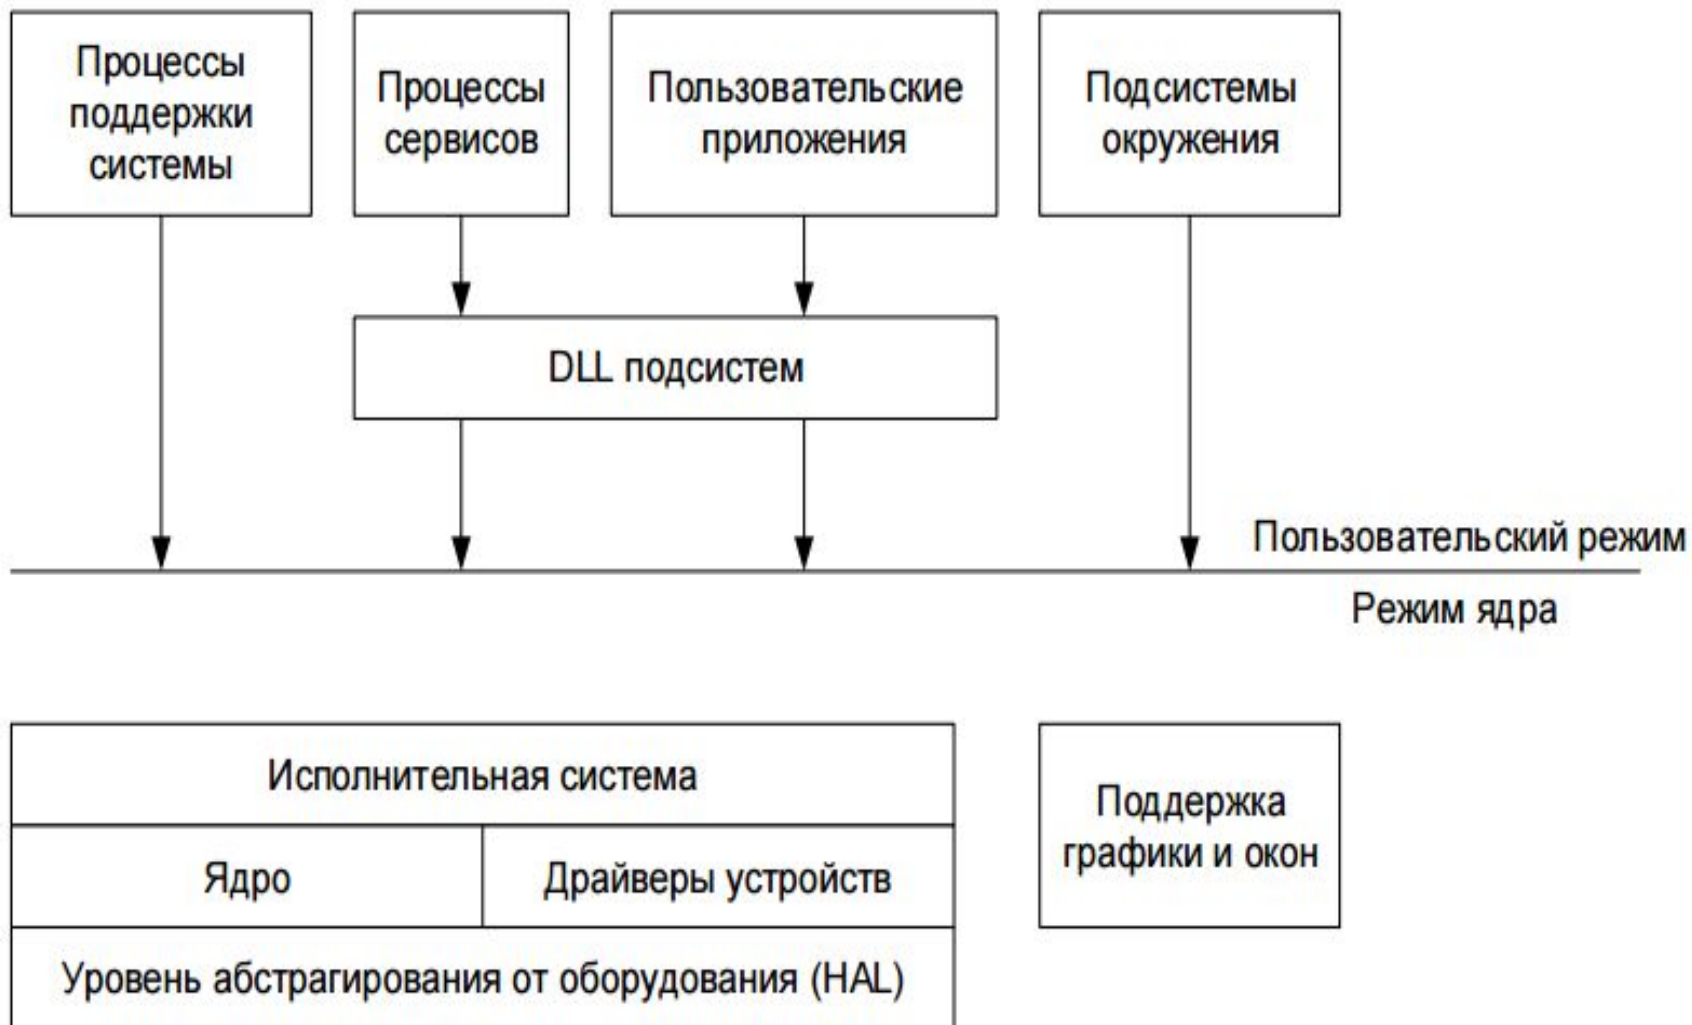 Процессы
поддержки
системы
Процессы
сервисов
Пользовательские
приложения
Подсистемы
окружения
DLL подсистем
Пользовательский режим
Режим ядра
Исполнительная система
Ядро
Драйверы устройств
Уровень абстрагирования от оборудования (HAL)
Поддержка
графики и окон